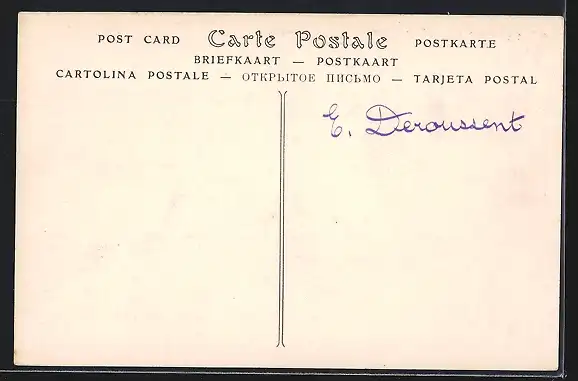 POST CARD Carte Postale POSTKARTE
BRIEFKAART — POSTKAART
CARTOLINA POSTALE — ОТКРЫТОЕ ПИСЬМО — TARJETA POSTAL
E. Deroussent